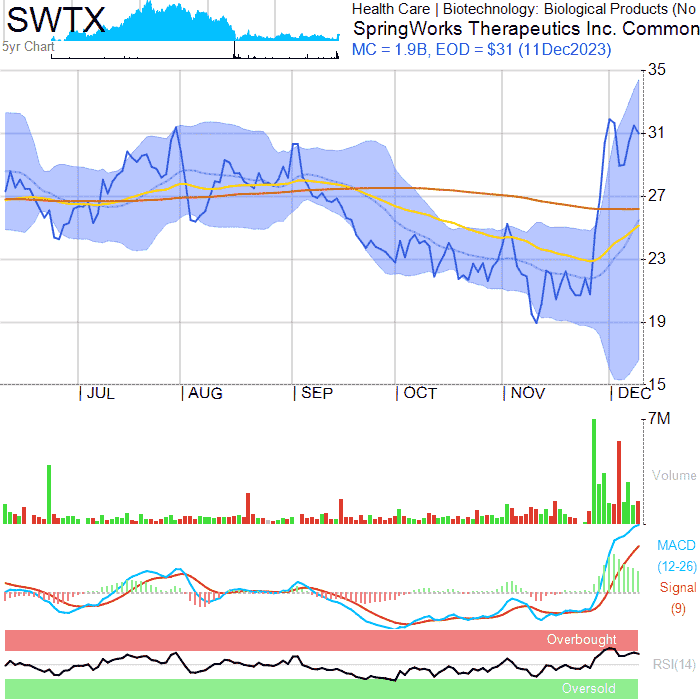 SWTX
5yr Chart
Health Care | Biotechnology: Biological Products (No
SpringWorks Therapeutics Inc. Common
MC = 1.9B, EOD = $31 (11Dec2023)
35
31
27
23
19
15
| JUL | AUG | SEP | OCT | NOV | DEC
7M
Volume
MACD
(12-26)
Signal
(9)
Overbought
RSI(14)
Oversold